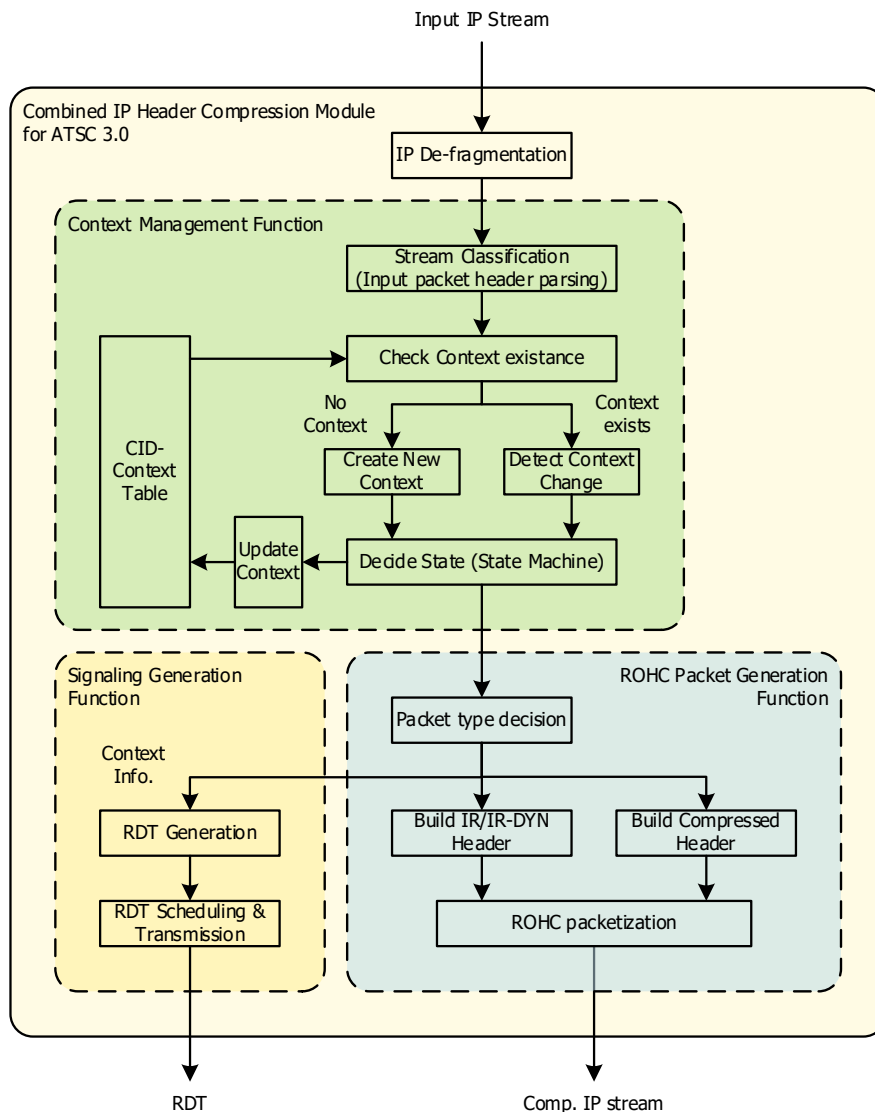 Input IP Stream
Combined IP Header Compression Module
for ATSC 3.0
IP De-fragmentation
Context Management Function
Stream Classification
(Input packet header parsing)
Check Context existance
No
Context
Context
exists
CID-
Context
Table
Create New
Context
Detect Context
Change
Update
Context
Decide State (State Machine)
Signaling Generation
Function
ROHC Packet Generation
Function
Packet type decision
Context
Info.
RDT Generation
Build IR/IR-DYN
Header
Build Compressed
Header
RDT Scheduling &
Transmission
ROHC packetization
RDT
Comp. IP stream